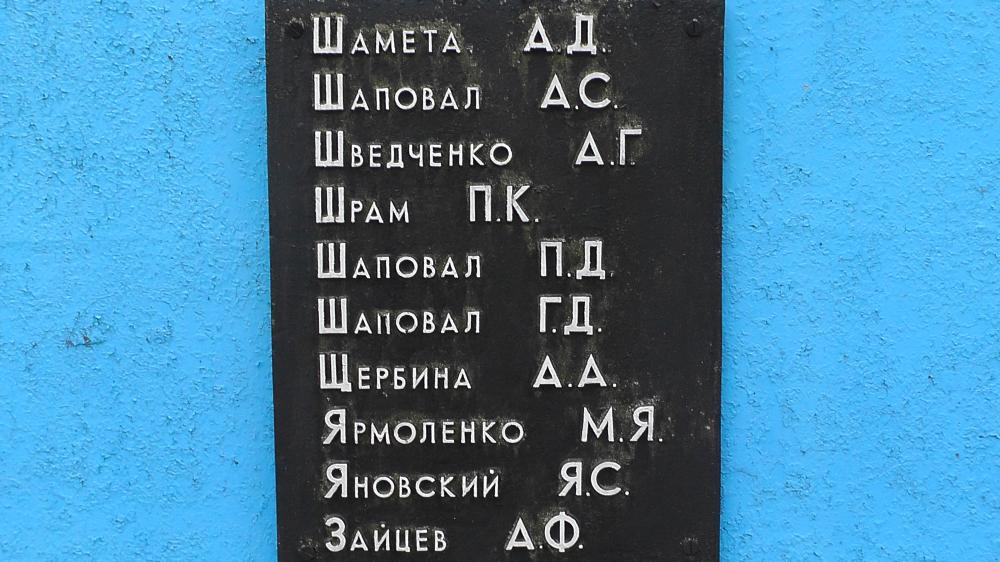 Шамета А.Д.
Шаповал А.С.
Шведченко А.Г
Шрам П.К.
Шаповал П.Д.
Шаповал Г.Д.
Щербина А.А.
Ярмоленко М.Я.
Яновский Я.С.
Зайцев А.Ф.